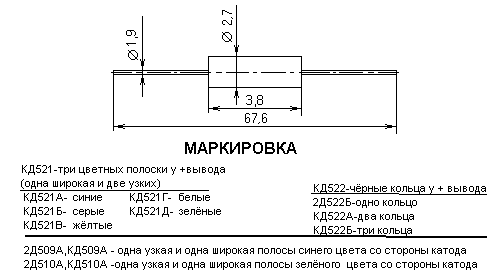 ⌀1,9
⌀ 2,7
3,8
67,6
МАРКИРОВКА
КД521-три цветных полоски у +вывода
(одна широкая и две узких)
КД521А- синие КД521Г- белые
КД521Б- серые КД521Д- зелёные
КД521В- жёлтые
КД522-чёрные кольца у + вывода
2Д522Б-одно кольцо
КД522А-два кольца
КД522Б-три кольца
2Д509А,КД509А - одна узкая и одна широкая полосы синего цвета со стороны катода
2Д510А,КД510А -одна узкая и одна широкая полосы зелёного цвета со стороны катода